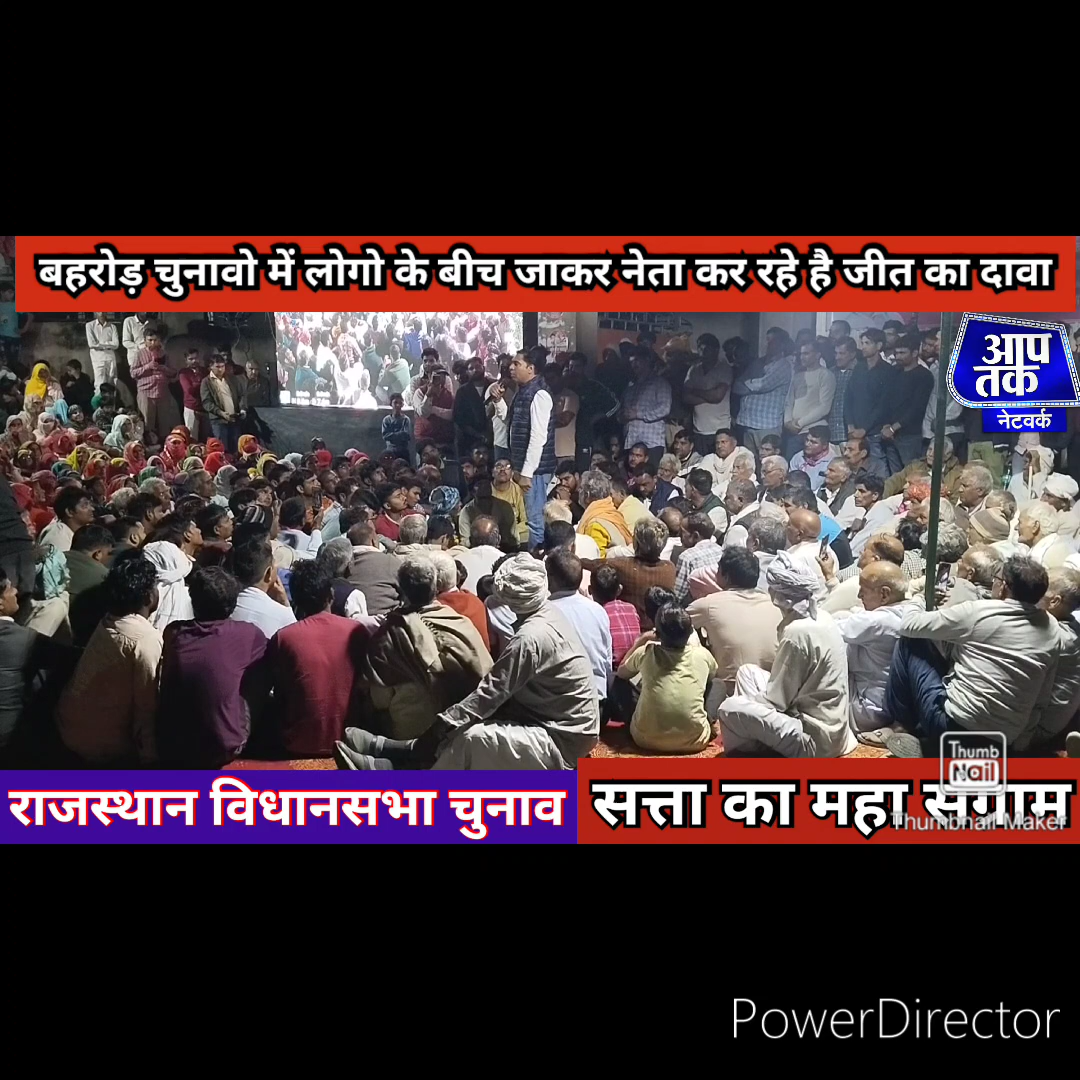 बहरोड़ चुनावो में लोगो के बीच जाकर नेता कर रहे है जीत का दावा
आप
तक
नेटवर्क
Thumb
Nail
राजस्थान विधानसभा चुनाव
सत्ता का महा संग्राम
Thumbnail Maker
PowerDirector